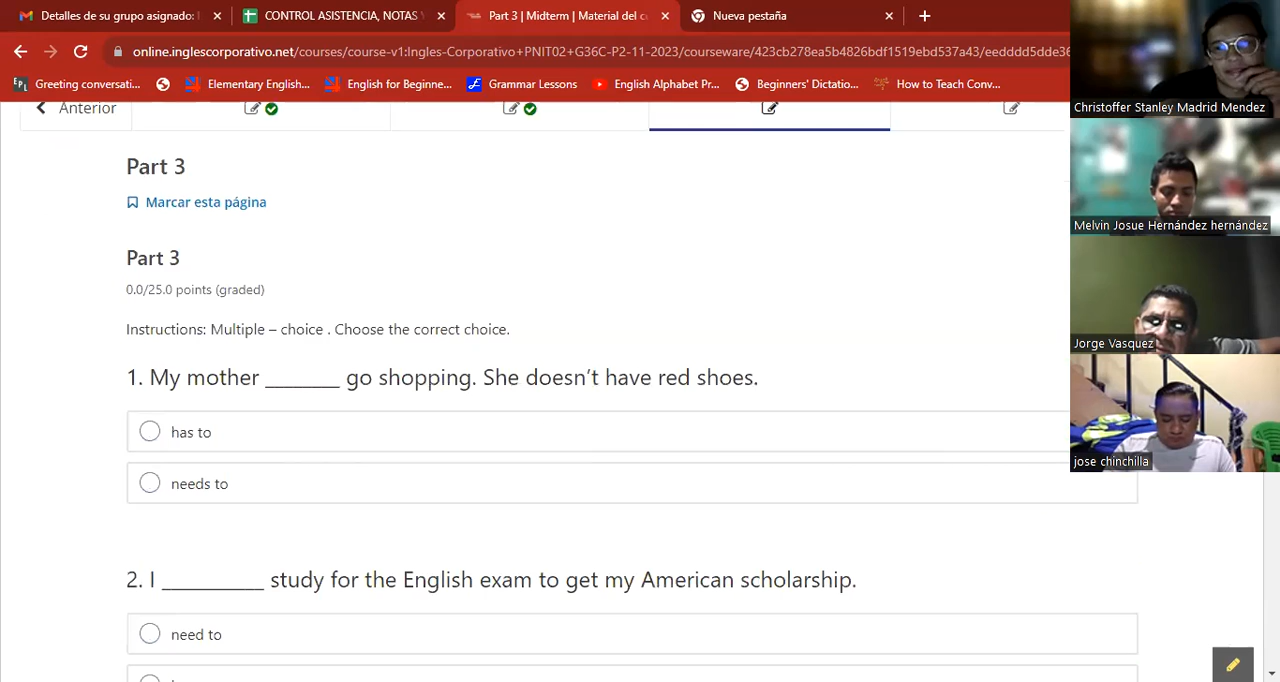 Detalles de su grupo asignado:
CONTROL ASISTENCIA, NOTAS
Part 3 | Midterm | Material del
Nueva pestaña
online.inglescorporativo.net/courses/course-v1:Ingles-Corporativo+PNIT02+G36C-P2-11-2023/courseware/423cb278ea5b4826bdf1519ebd537a43/eedddd5dde36
Greeting conversati...
Elementary English...
English for Beginne...
Grammar Lessons
English Alphabet Pr...
Beginners' Dictatio...
How to Teach Conv...
Anterior
Part 3
Marcar esta página
Part 3
0.0/25.0 points (graded)
Instructions: Multiple – choice . Choose the correct choice.
1. My mother ________ go shopping. She doesn’t have red shoes.
has to
needs to
2. I ___________ study for the English exam to get my American scholarship.
need to
Christoffer Stanley Madrid Mendez
Melvin Josue Hernández hernández
Jorge Vasquez
jose chinchilla